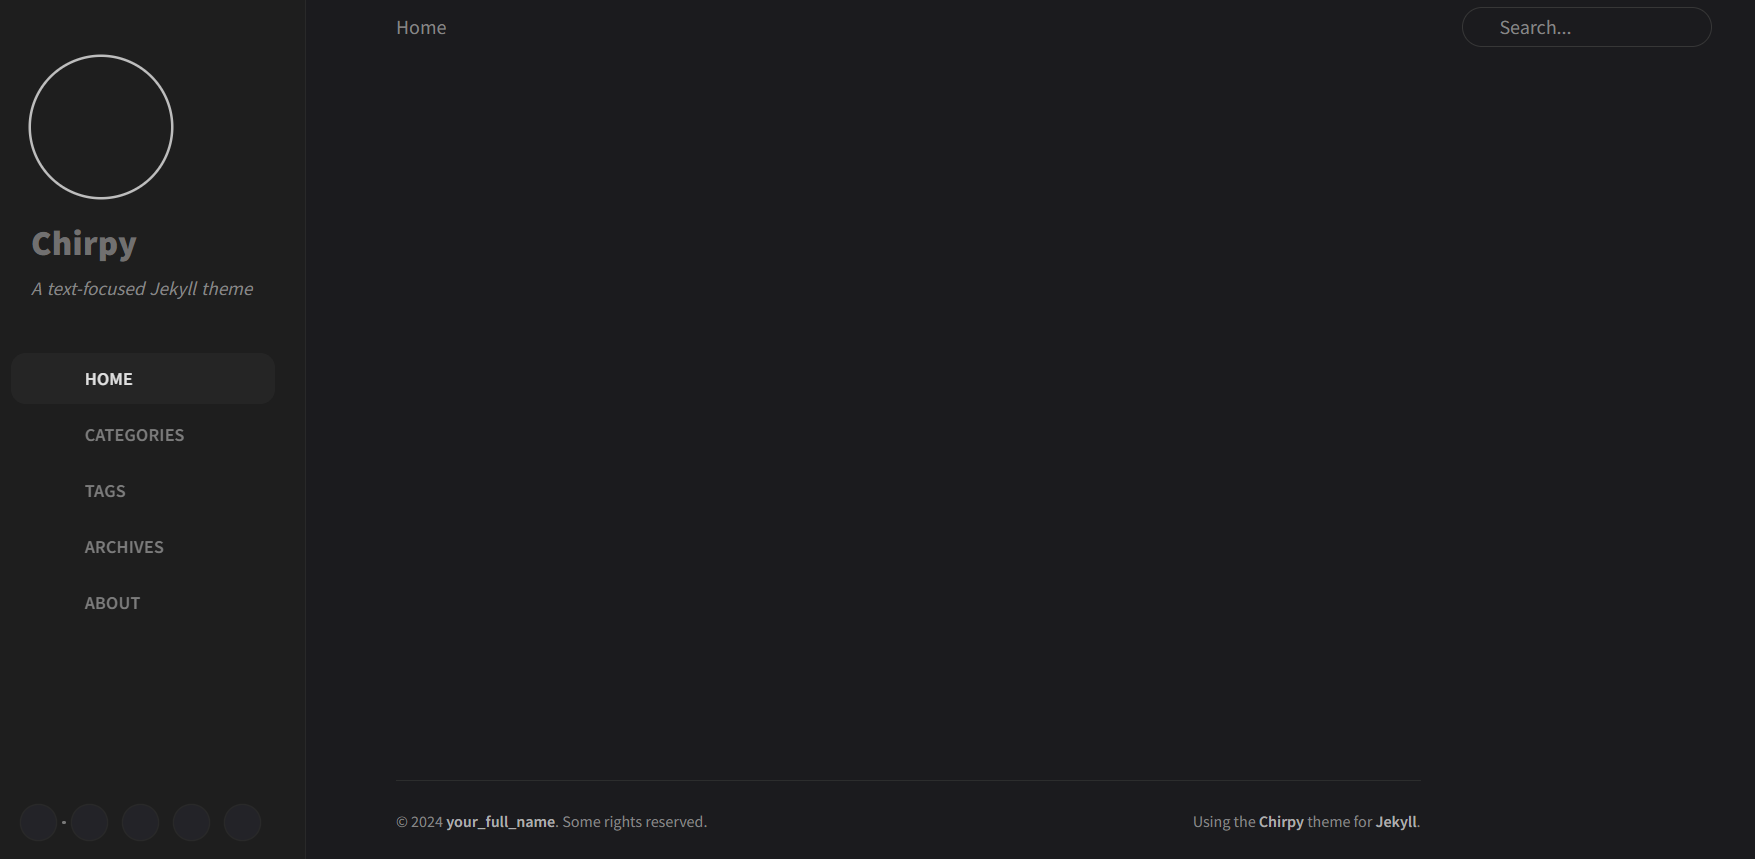 Home
Search...
Chirpy
A text-focused Jekyll theme
HOME
CATEGORIES
TAGS
ARCHIVES
ABOUT
© 2024 your_full_name. Some rights reserved.
Using the Chirpy theme for Jekyll.